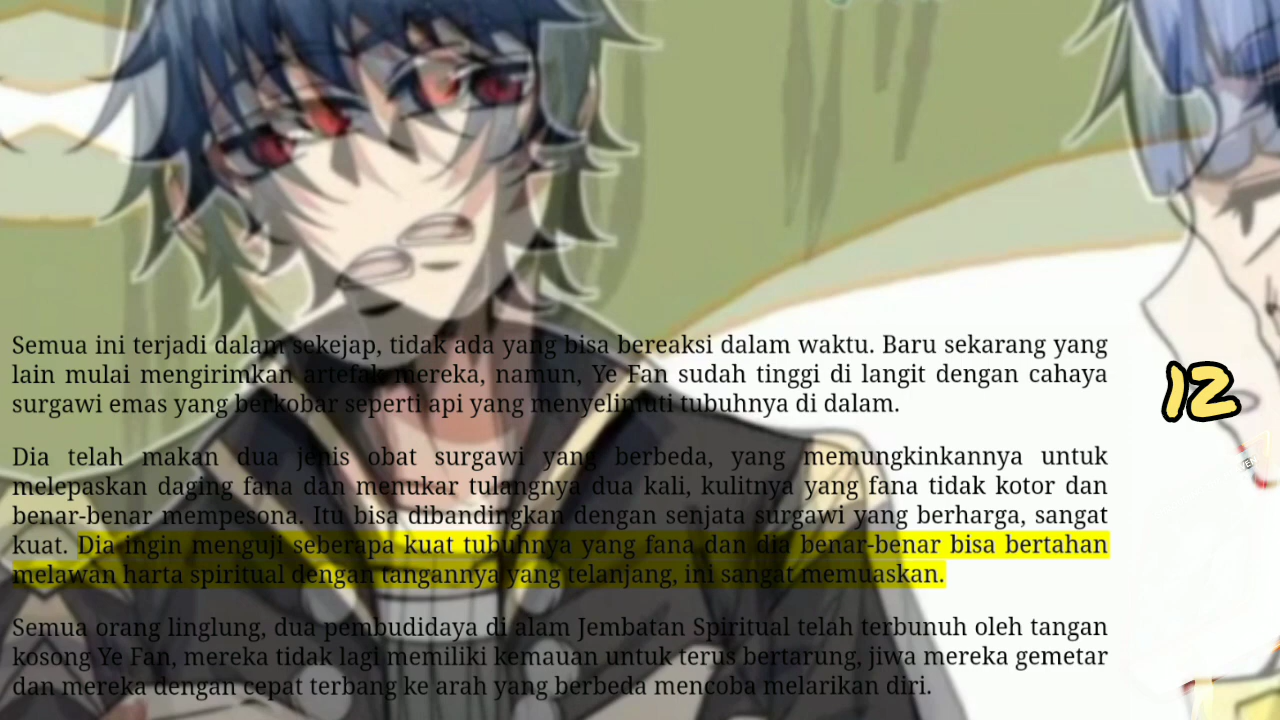 Semua ini terjadi dalam sekejap, tidak ada yang bisa bereaksi dalam waktu. Baru sekarang yang
lain mulai mengirimkan artefak mereka, namun, Ye Fan sudah tinggi di langit dengan cahaya
surgawi emas yang berkobar seperti api yang menyelimuti tubuhnya di dalam.
Dia telah makan dua jenis obat surgawi yang berbeda, yang memungkinkannya untuk
melepaskan daging fana dan menukar tulangnya dua kali, kulitnya yang fana tidak kotor dan
benar-benar mempesona. Itu bisa dibandingkan dengan senjata surgawi yang berharga, sangat
kuat. Dia ingin menguji seberapa kuat tubuhnya yang fana dan dia benar-benar bisa bertahan
melawan harta spiritual dengan tangannya yang telanjang, ini sangat memuaskan.
Semua orang linglung, dua pembudidaya di alam Jembatan Spiritual telah terbunuh oleh tangan
kosong Ye Fan, mereka tidak lagi memiliki kemauan untuk terus bertarung, jiwa mereka gemetar
dan mereka dengan cepat terbang ke arah yang berbeda mencoba melarikan diri.
12